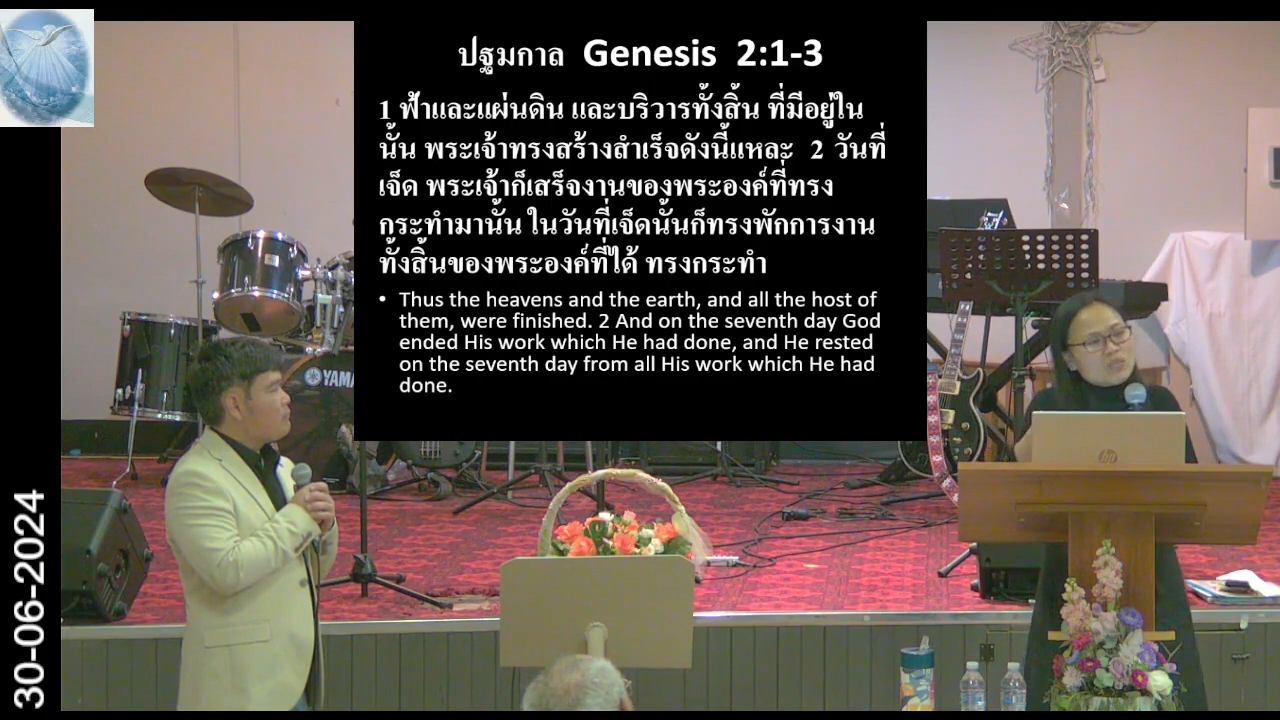 ปฐมกาล Genesis 2:1-3
1 ฟ้าและแผ่นดิน และบริวารทั้งสิ้น ที่มีอยู่ใน
นั้น พระเจ้าทรงสร้างสำเร็จดังนี้แหละ 2 วันที่
เจ็ด พระเจ้าก็เสร็จงานของพระองค์ที่ทรง
กระทำมานั้น ในวันที่เจ็ดนั้นก็ทรงพักการงาน
ทั้งสิ้นของพระองค์ที่ได้ ทรงกระทำ
• Thus the heavens and the earth, and all the host of
them, were finished. 2 And on the seventh day God
ended His work which He had done, and He rested
on the seventh day from all His work which He had
done.
YAMA
hp
30-06-2024